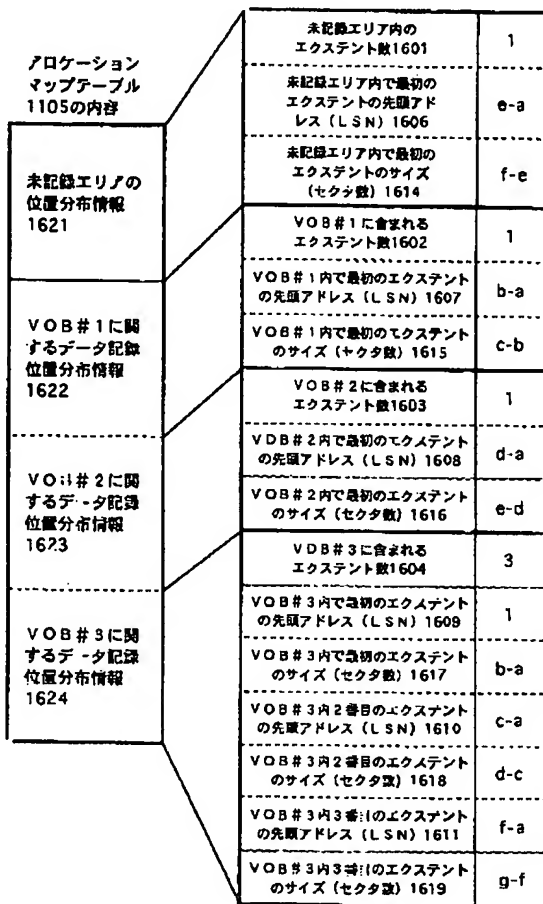 アロケーション
マップテーブル
1105の内容
未記録エリアの
位置分布情報
1621
VOB#1に関
するデータ記録
位置分布情報
1622
VOB#2に関
するデータ記録
位置分布情報
1623
VOB#3に関
するデータ記録
位置分布情報
1624
未記録エリア内の
エクステント数1601
1
未記録エリア内で最初の
エクステントの先頭アド
レス(LSN)1606
e-a
未記録エリア内で最初の
エクステントのサイズ
(セクタ数)1614
f-e
VOB#1に含まれる
エクステント数1602
1
VOB#1内で最初のエクステント
の先頭アドレス(LSN)1607
b-a
VOB#1内で最初のエクステント
のサイズ(セクタ数)1615
c-b
VOB#2に含まれる
エクステント数1603
1
VDB#2内で最初のエクステント
の先頭アドレス(LSN)1608
d-a
VOB#2内で最初のエクステント
のサイズ(セクタ数)1616
e-d
VDB#3に含まれる
エクステント数1604
3
VOB#3内で最初のエクステント
の先頭アドレス(LSN)1609
1
VOB#3内で最初のエクステント
のサイズ(セクタ数)1617
b-a
VOB#3内2番目のエクステント
の先頭アドレス(LSN)1610
c-a
VOB#3内2番目のエクステント
のサイズ(セクタ数)1618
d-c
VOB#3内3番目のエクステント
の先頭アドレス(LSN)1611
f-a
VOB#3内3番目のエクステント
のサイズ(セクタ数)1619
g-f